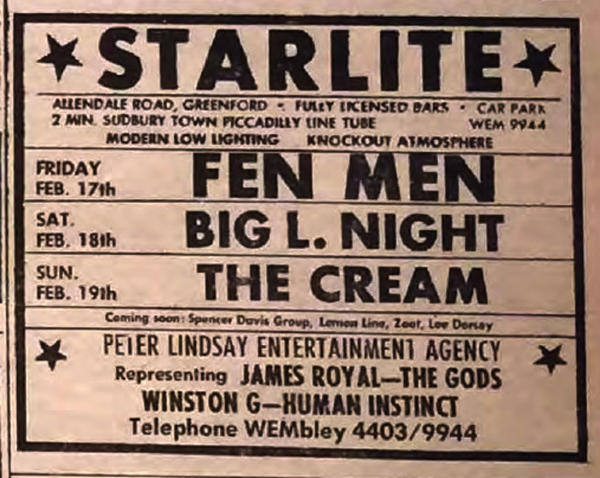 STARLITE
ALLENDALE ROAD, GREENFORD - FULLY LICENSED BARS • CAR PARK
2 MIN. SUDBURY TOWN PICCADILLY LINE TUBE WEM 9944
MODERN LOW LIGHTING KNOCKOUT ATMOSPHERE
FRIDAY
FEB. 17th
FEN MEN
SAT.
FEB. 18th
BIG L. NIGHT
SUN.
FEB. 19th
THE CREAM
Coming soon: Spencer Davis Group, Lemon Line, Zoot, Lee Dorsey
PETER LINDSAY ENTERTAINMENT AGENCY
Representing JAMES ROYAL—THE GODS
WINSTON G—HUMAN INSTINCT
Telephone WEMbley 4403/9944